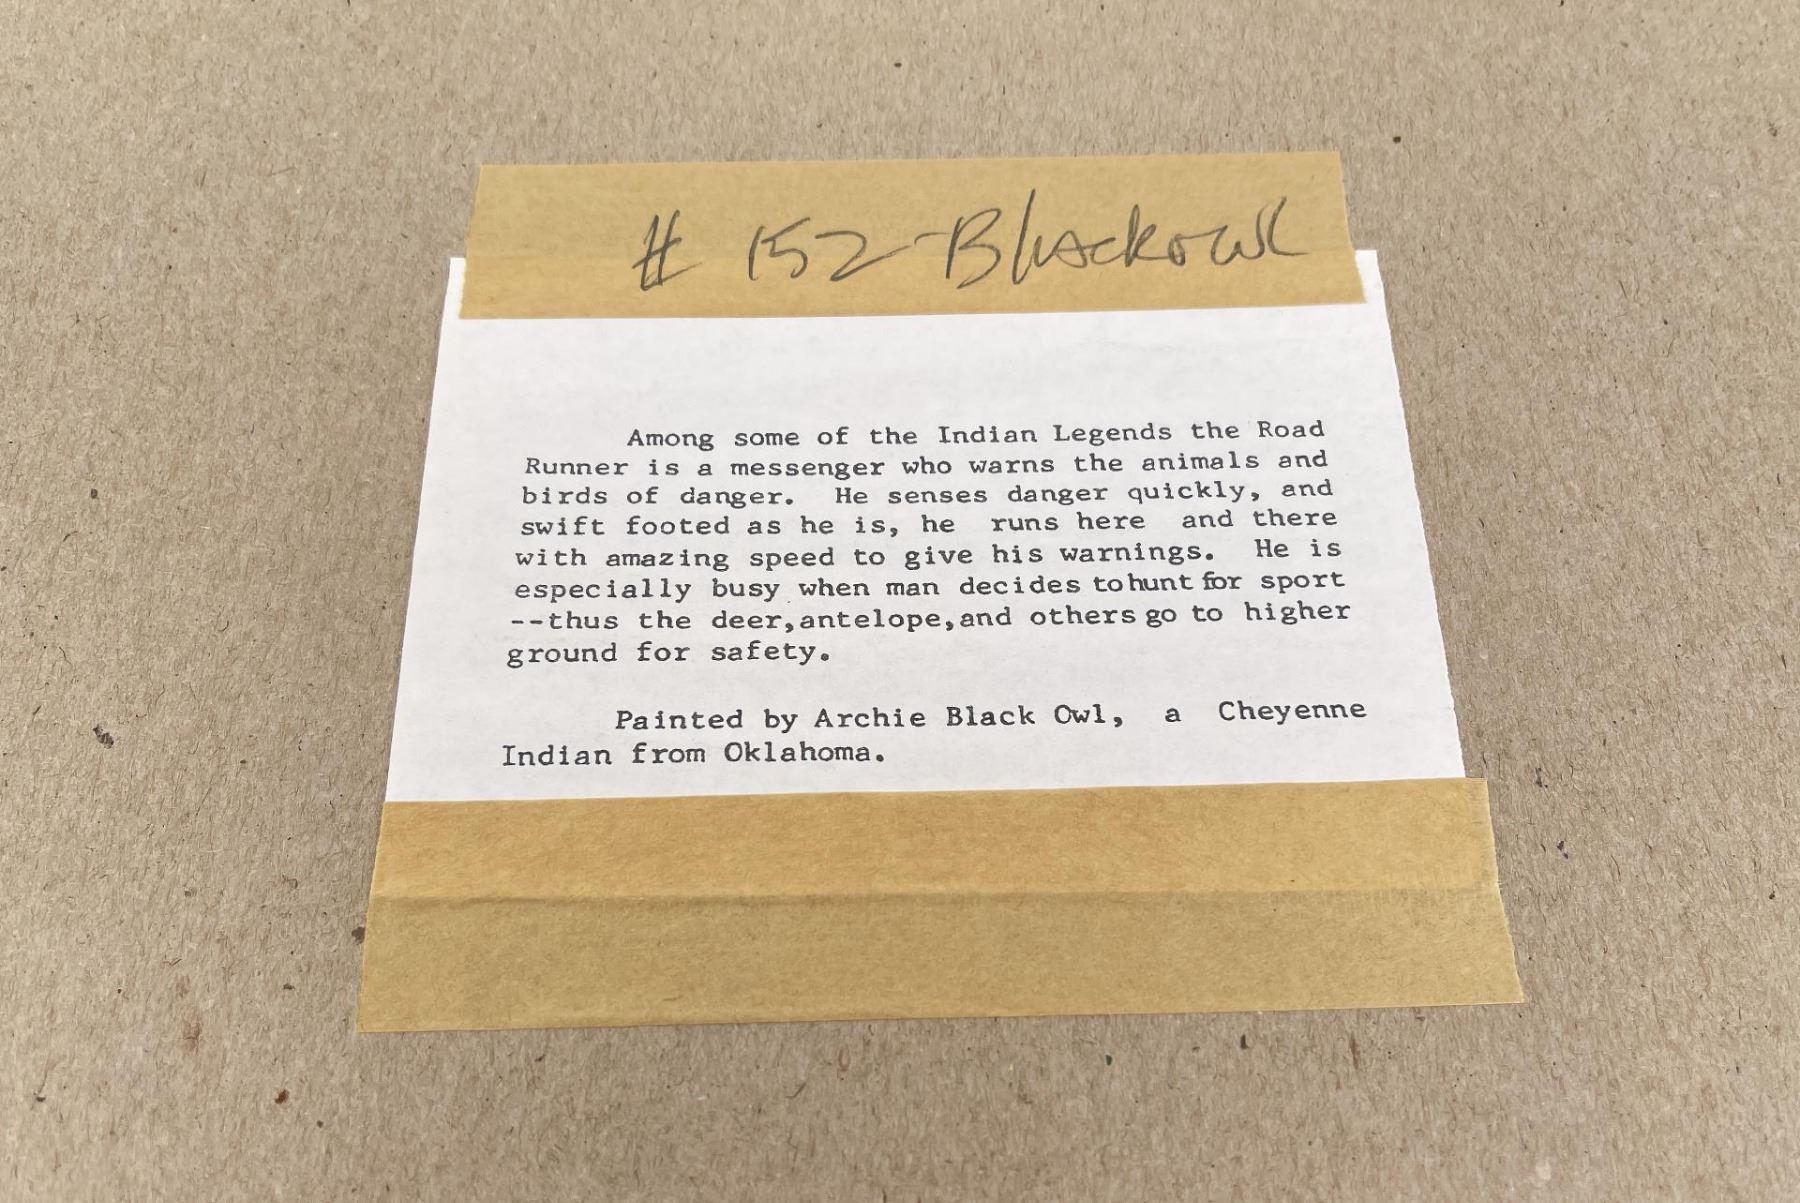 # 152-Blackowl
Among some of the Indian Legends the Road
Runner is a messenger who warns the animals and
birds of danger.  He senses danger quickly, and
swift footed as he is, he  runs here  and there
with amazing speed to give his warnings.  He is
especially busy when man decides to hunt for sport
--thus the deer,antelope,and others go to higher
ground for safety.
Painted by Archie Black Owl,  a  Cheyenne
Indian from Oklahoma.